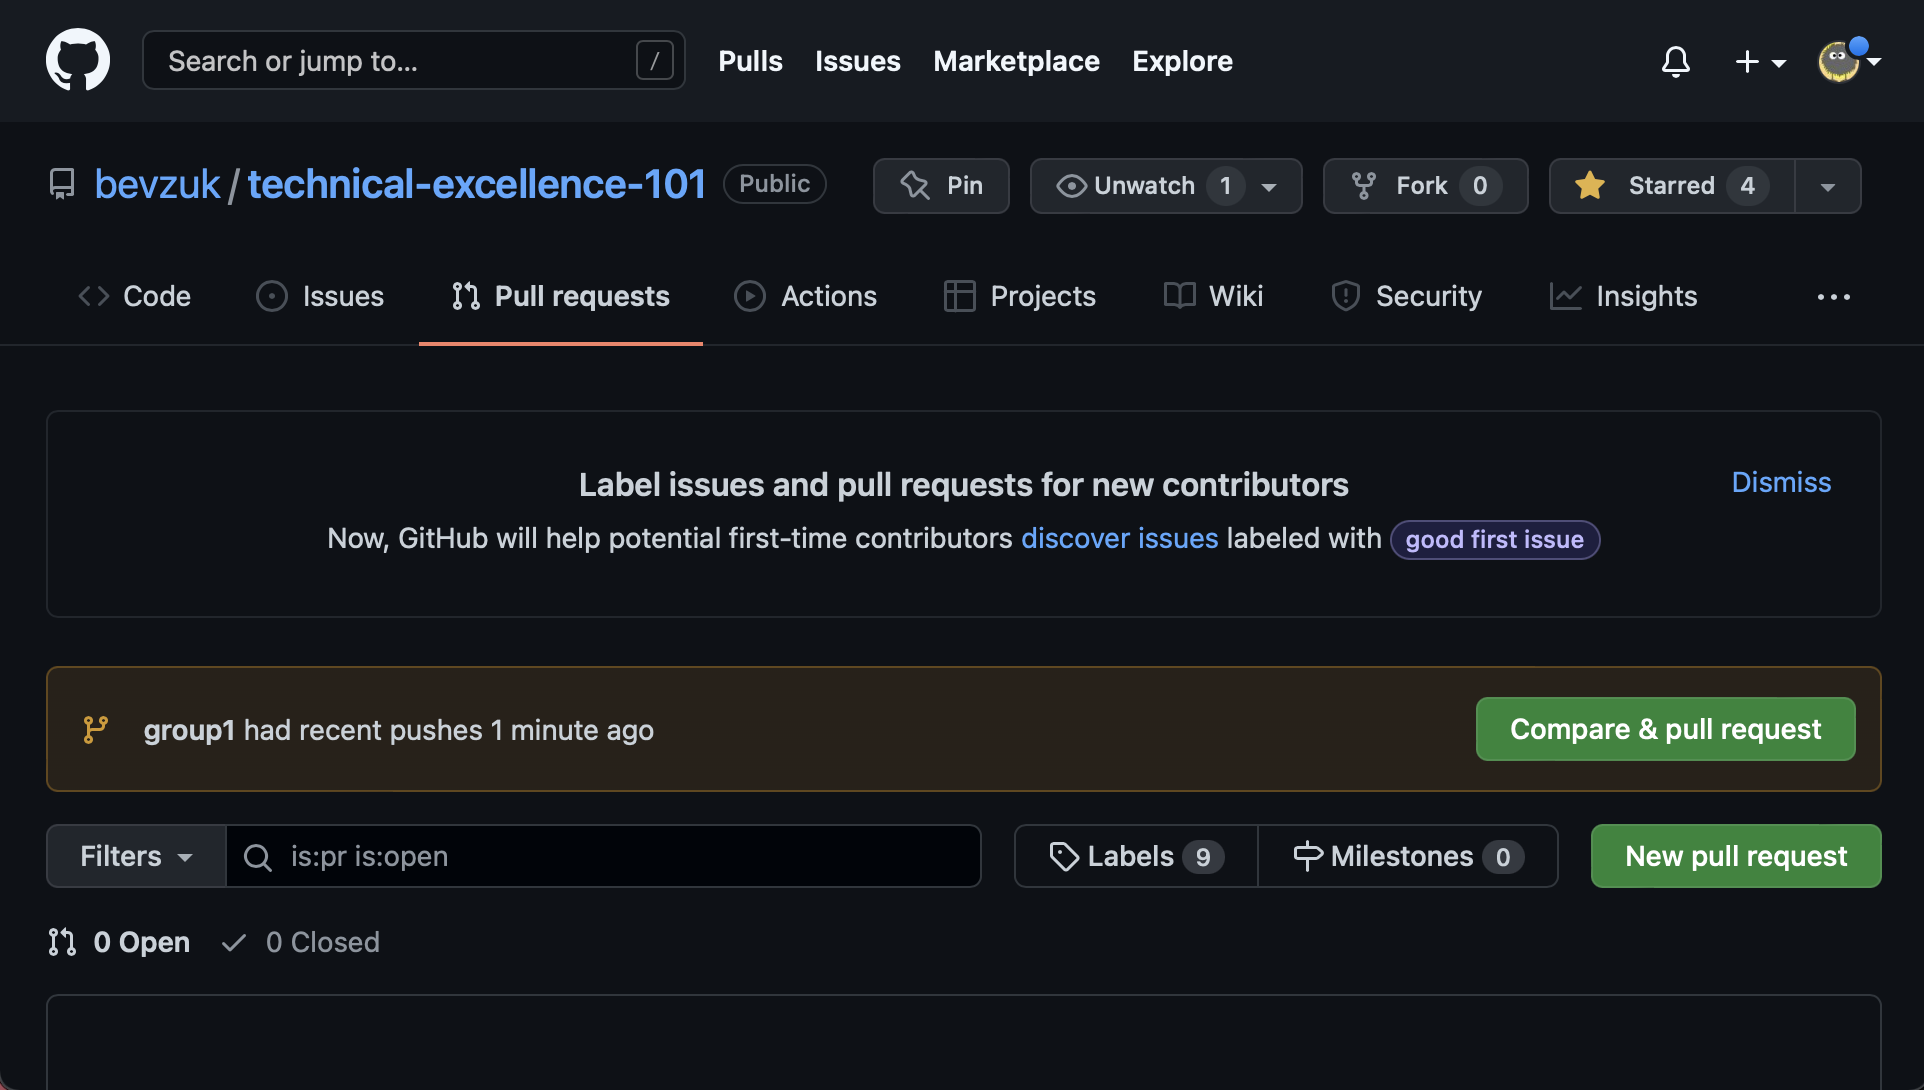 Search or jump to... /
Pulls Issues Marketplace Explore
bevzuk / technical-excellence-101 Public
Pin Unwatch 1 Fork 0 Starred 4
Code Issues Pull requests Actions Projects Wiki Security Insights
Label issues and pull requests for new contributors
Dismiss
Now, GitHub will help potential first-time contributors discover issues labeled with good first issue
group1 had recent pushes 1 minute ago
Compare & pull request
Filters is:pr is:open Labels 9 Milestones 0 New pull request
0 Open 0 Closed